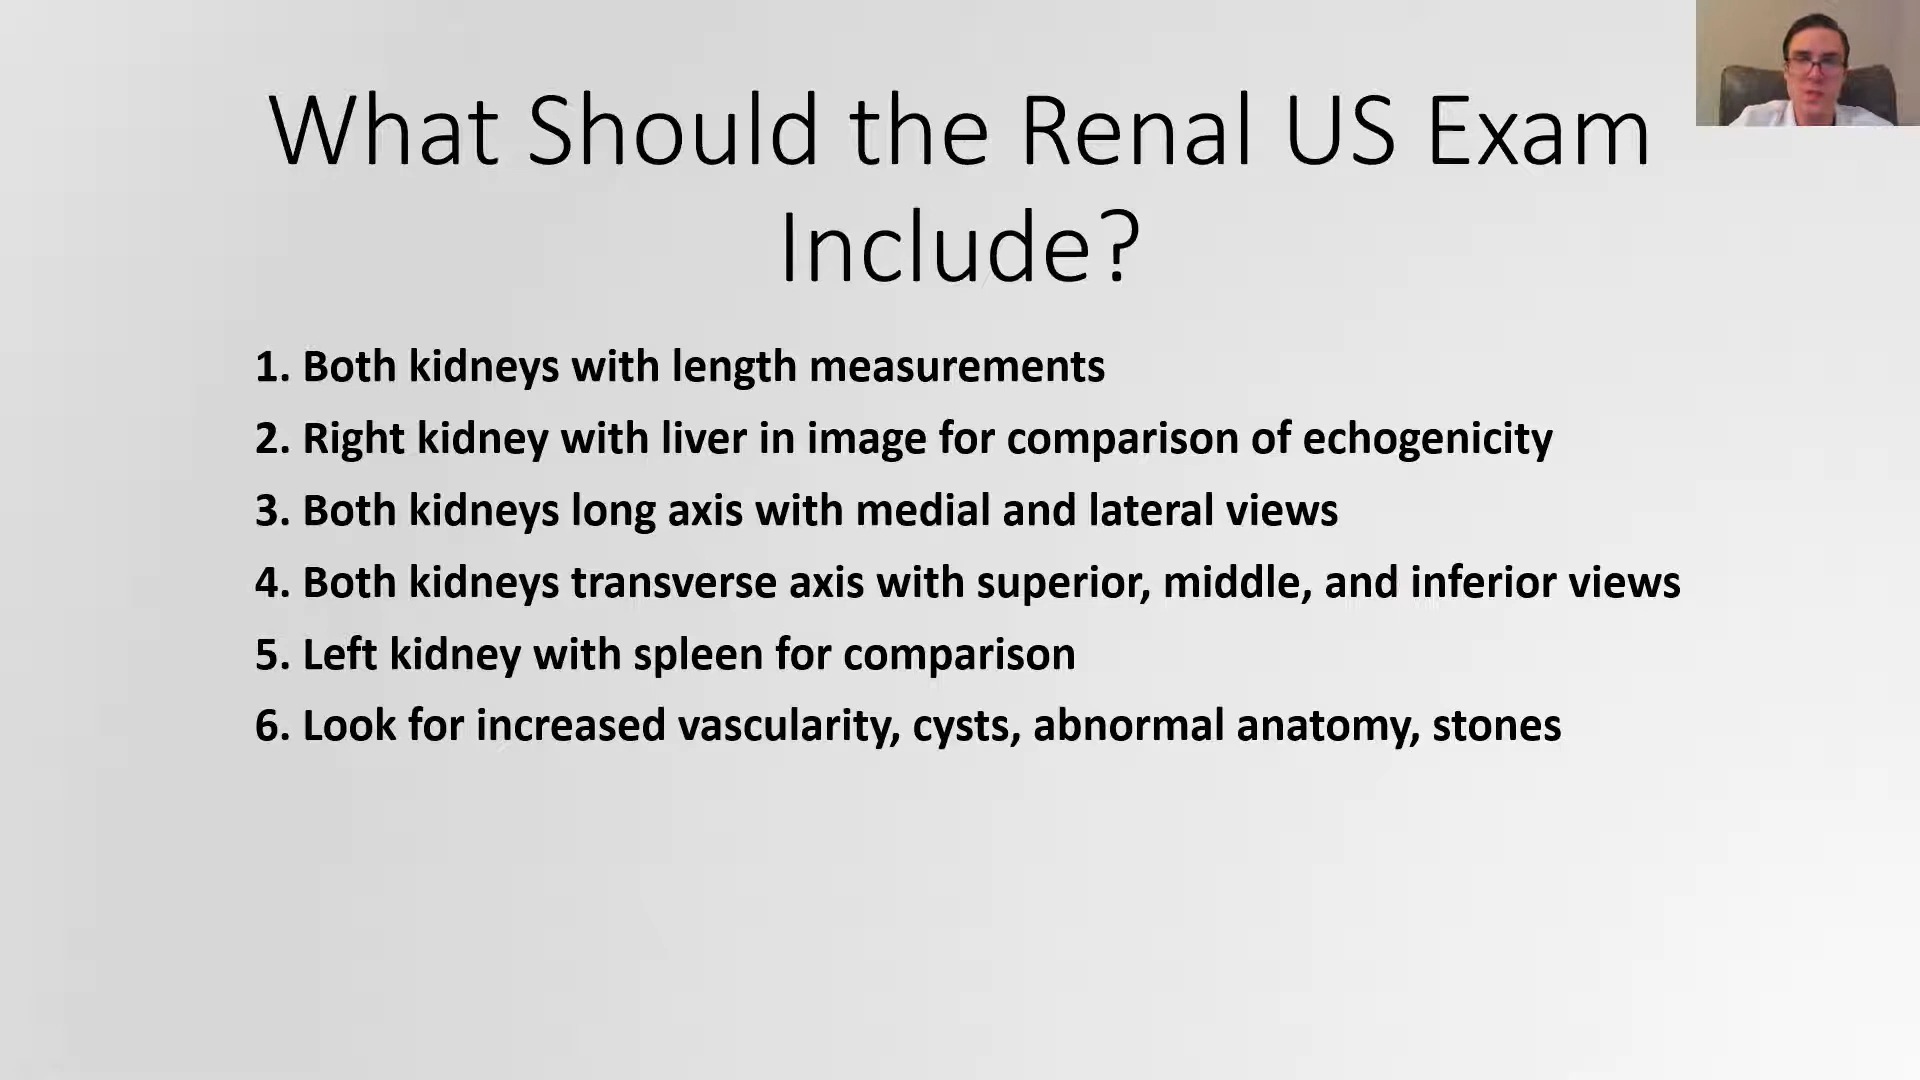 What Should the Renal US Exam
Include?
1. Both kidneys with length measurements
2. Right kidney with liver in image for comparison of echogenicity
3. Both kidneys long axis with medial and lateral views
4. Both kidneys transverse axis with superior, middle, and inferior views
5. Left kidney with spleen for comparison
6. Look for increased vascularity, cysts, abnormal anatomy, stones